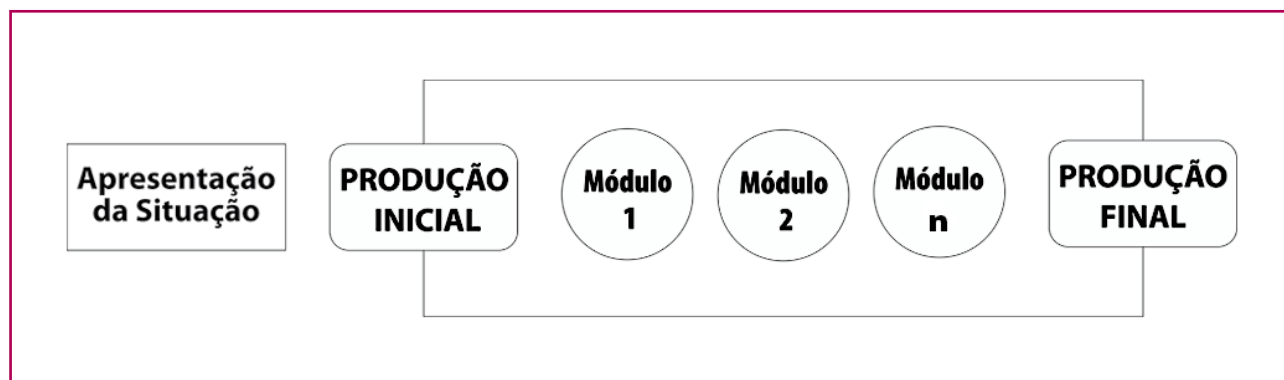 Apresentação
da Situação
PRODUÇÃO
INICIAL
Módulo
1
Módulo
2
Módulo
n
PRODUÇÃO
FINAL